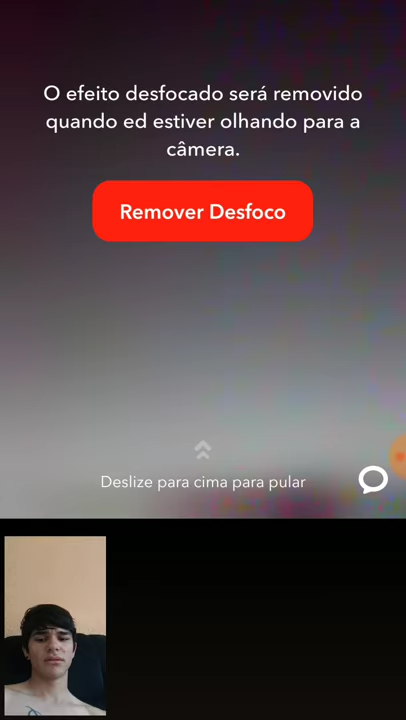 O efeito desfocado será removido
quando ed estiver olhando para a
câmera.
Remover Desfoco
Deslize para cima para pular